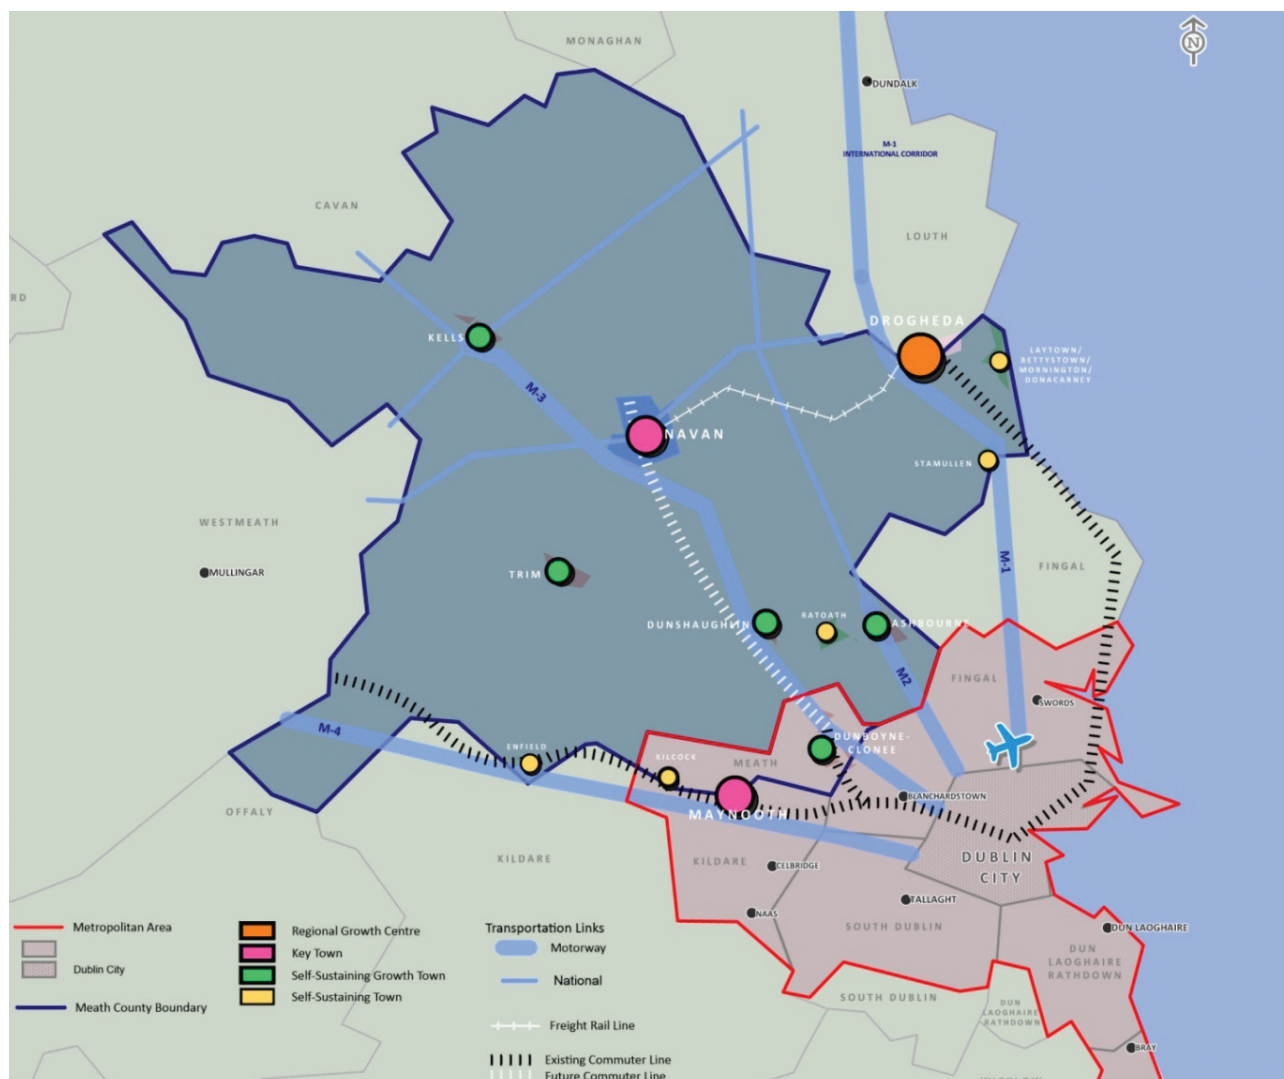 MONAGHAN
N
DUNDALK
M-1
INTERNATIONAL CORRIDOR
CAVAN
LOUTH
RD
DROGHEDA
KELLS
LAYTOWN/
BETTYSTOWN/
MORNINGTON/
DONACARNEY
M-3
NAVAN
STAMULLEN
WESTMEATH
MULLINGAR
TRIM
M-1
FINGAL
DUNSHAUGHLIN
RATOATH
ASHBOURNE
M2
FINGAL
SWORDS
M-4
ENFIELD
KILCOCK
MEATH
DUNBOYNE-
CLONEE
BLANCHARDSTOWN
OFFALY
MAYNOOTH
KILDARE
KILDARE
CELBRIDGE
DUBLIN
CITY
TALLAGHT
NAAS
SOUTH DUBLIN
DUN LAOGHAIRE
DUN
LAOGHAIRE
RATHDOWN
SOUTH DUBLIN
DUN
LAOGHAIRE
RATHDOWN
BRAY
Metropolitan Area
Dublin City
Meath County Boundary
Regional Growth Centre
Key Town
Self-Sustaining Growth Town
Self-Sustaining Town
Transportation Links
Motorway
National
Freight Rail Line
Existing Commuter Line
Future Commuter Line